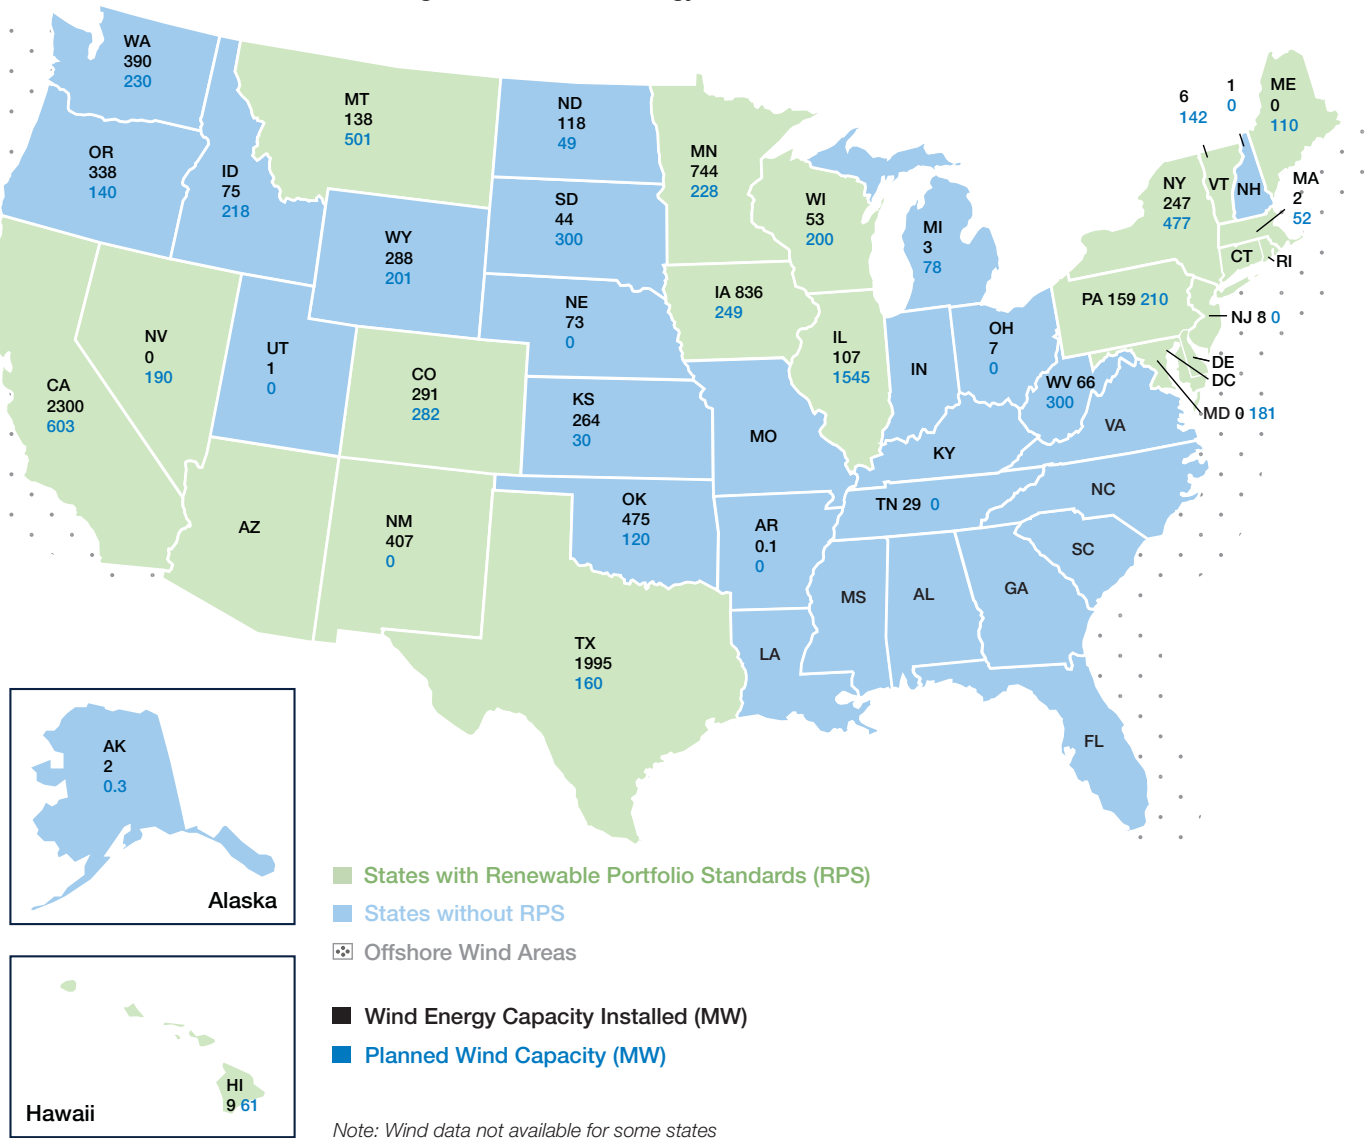 WA
390
230
OR
338
140
ID
75
218
MT
138
501
ND
118
49
SD
44
300
WY
288
201
NE
73
0
MN
744
228
WI
53
200
IA 836
249
MI
3
78
IL
107
1545
IN
OH
7
0
6
142
1
0
ME
0
110
VT
NH
NY
247
477
MA
2
52
CT
RI
PA 159 210
NJ 8 0
DE
DC
MD 0 181
WV 66
300
VA
KY
CA
2300
603
NV
0
190
UT
1
0
CO
291
282
KS
264
30
MO
AZ
NM
407
0
OK
475
120
AR
0.1
0
TN 29 0
NC
SC
MS
AL
GA
LA
TX
1995
160
FL
AK
2
0.3
Alaska
HI
9 61
Hawaii
States with Renewable Portfolio Standards (RPS)
States without RPS
Offshore Wind Areas
Wind Energy Capacity Installed (MW)
Planned Wind Capacity (MW)
Note: Wind data not available for some states